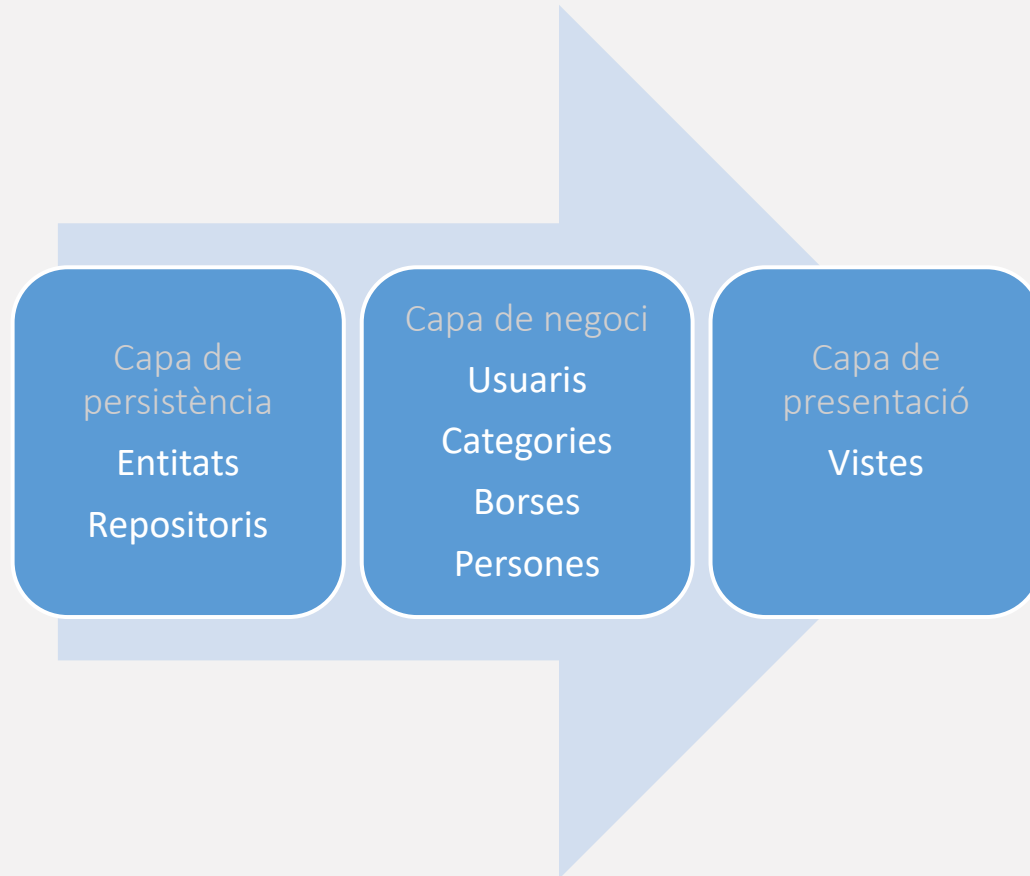 Capa de
persistència
Entitats
Repositoris
Capa de negoci
Usuaris
Categories
Borses
Persones
Capa de
presentació
Vistes